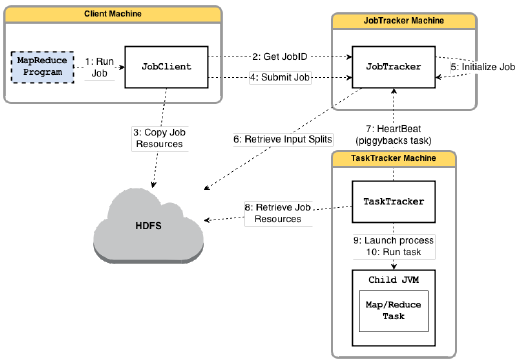 Client Machine
JobTracker Machine
MapReduce
Program
1: Run
Job
JobClient
2: Get JobID
4: Submit Job
JobTracker
5: Initialize Job
3: Copy Job
Resources
6: Retrieve Input Splits
7: HeartBeat
(piggybacks task)
TaskTracker Machine
HDFS
8: Retrieve Job
Resources
TaskTracker
9: Launch process
10: Run task
Child JVM
Map/Reduce
Task